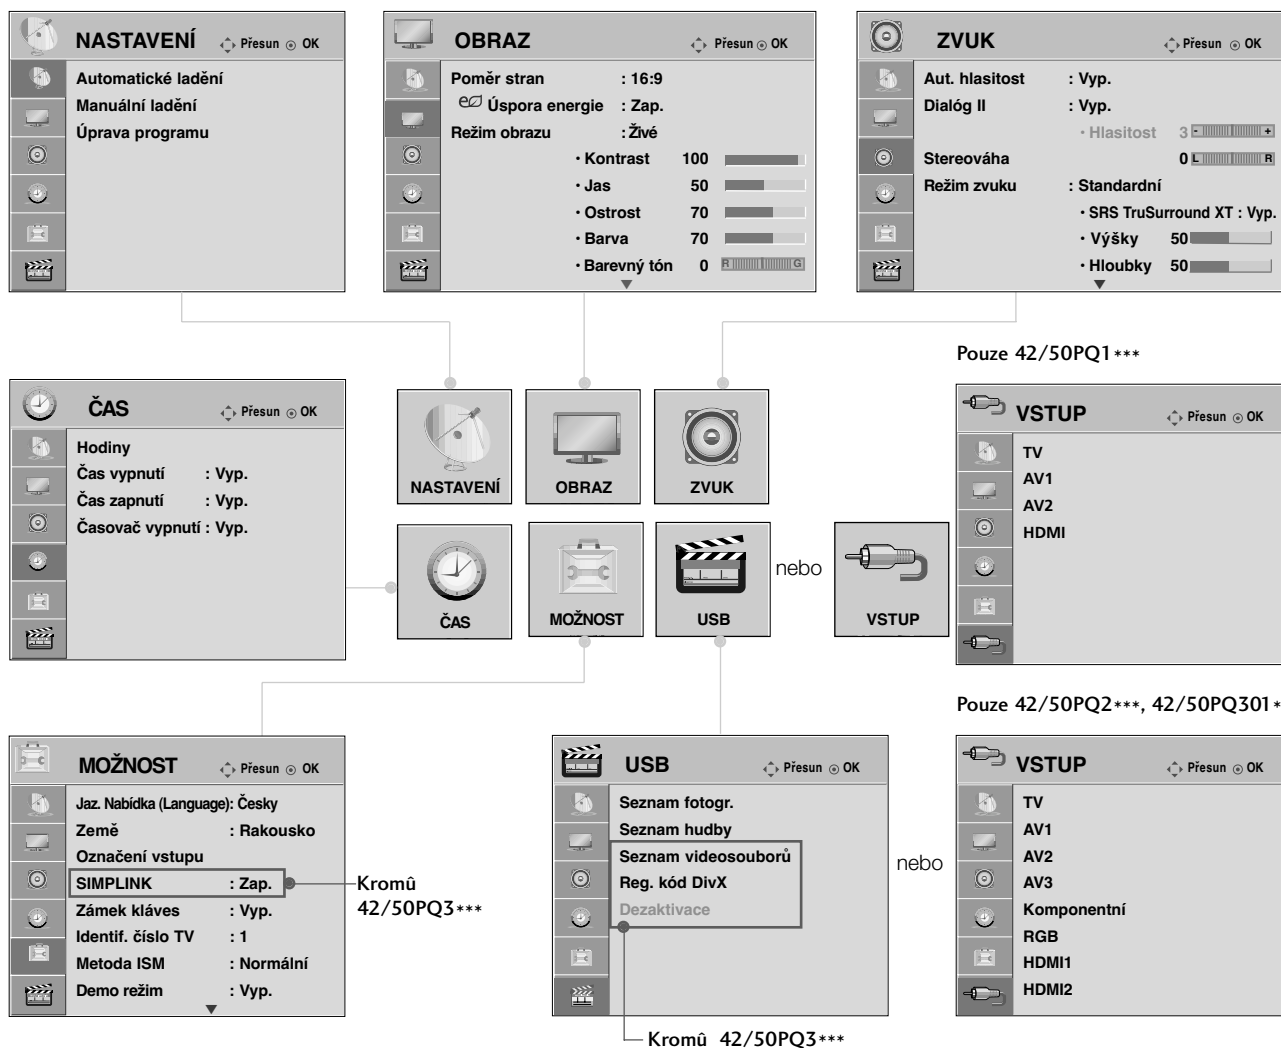 NASTAVENÍ Přesun OK
Automatické ladění
Manuální ladění
Úprava programu
OBRAZ Přesun OK
Poměr stran : 16:9
Úspora energie : Zap.
Režim obrazu : Živé
• Kontrast 100
• Jas 50
• Ostrost 70
• Barva 70
• Barevný tón 0 R G
ZVUK Přesun OK
Aut. hlasitost : Vyp.
Dialóg II : Vyp.
• Hlasitost 3 - +
Stereováha 0 L R
Režim zvuku : Standardní
• SRS TruSurround XT : Vyp.
• Výšky 50
• Hloubky 50
ČAS Přesun OK
Hodiny
Čas vypnutí : Vyp.
Čas zapnutí : Vyp.
Časovač vypnutí : Vyp.
NASTAVENÍ
OBRAZ
ZVUK
ČAS
MOŽNOST
USB
nebo
VSTUP
Pouze 42/50PQ1***
VSTUP Přesun OK
TV
AV1
AV2
HDMI
MOŽNOST Přesun OK
Jaz. Nabídka (Language): Česky
Země : Rakousko
Označení vstupu
SIMPLINK : Zap.
Zámek kláves : Vyp.
Identif. číslo TV : 1
Metoda ISM : Normální
Demo režim : Vyp.
Kromů
42/50PQ3***
USB Přesun OK
Seznam fotogr.
Seznam hudby
Seznam videosouborů
Reg. kód DivX
Dezaktivace
Kromů 42/50PQ3***
nebo
Pouze 42/50PQ2***, 42/50PQ301*
VSTUP Přesun OK
TV
AV1
AV2
AV3
Komponentní
RGB
HDMI1
HDMI2